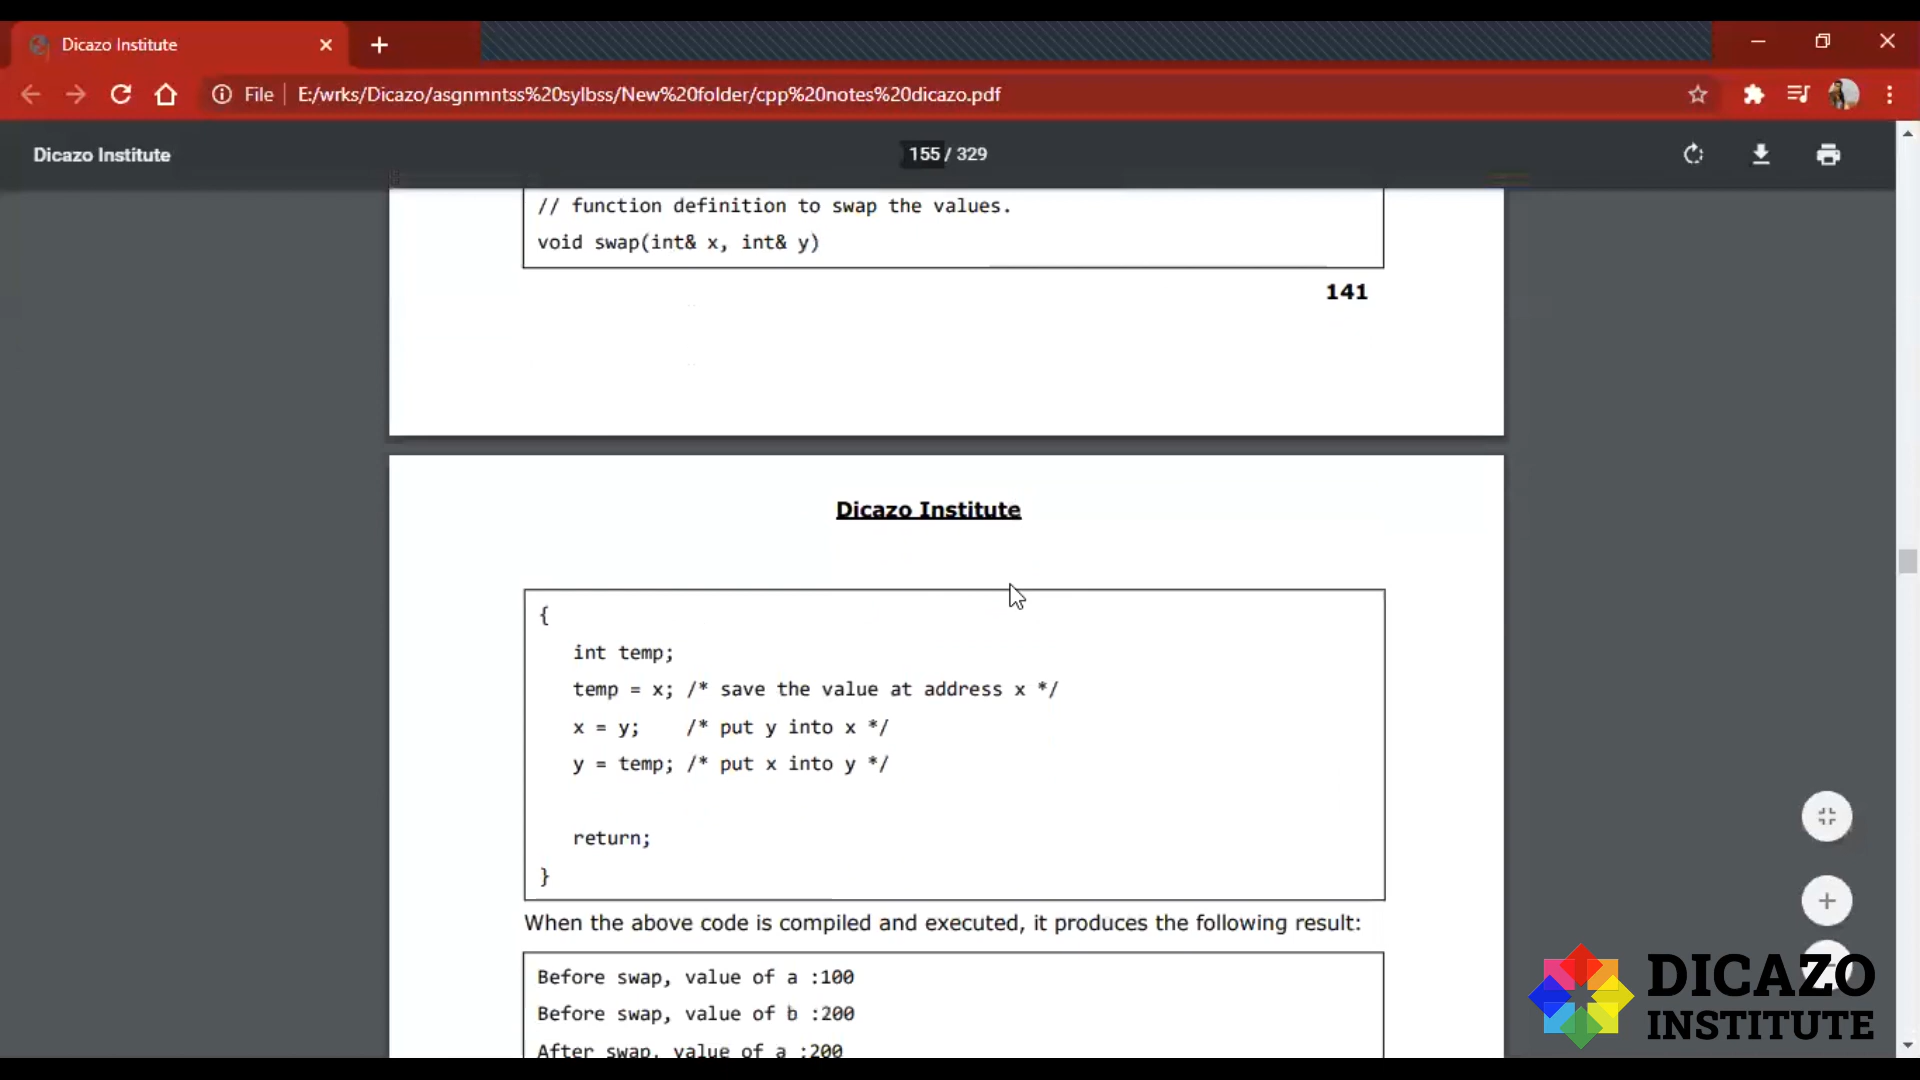 Dicazo Institute
File E:/wrks/Dicazo/asgnmntss%20sylbss/New%20folder/cpp%20notes%20dicazo.pdf
Dicazo Institute 155 / 329
// function definition to swap the values.
void swap(int& x, int& y)
141
Dicazo Institute
{
int temp;
temp = x; /* save the value at address x */
x = y; /* put y into x */
y = temp; /* put x into y */
return;
}
When the above code is compiled and executed, it produces the following result:
Before swap, value of a :100
Before swap, value of b :200
After swap, value of a :200
DICAZO
INSTITUTE